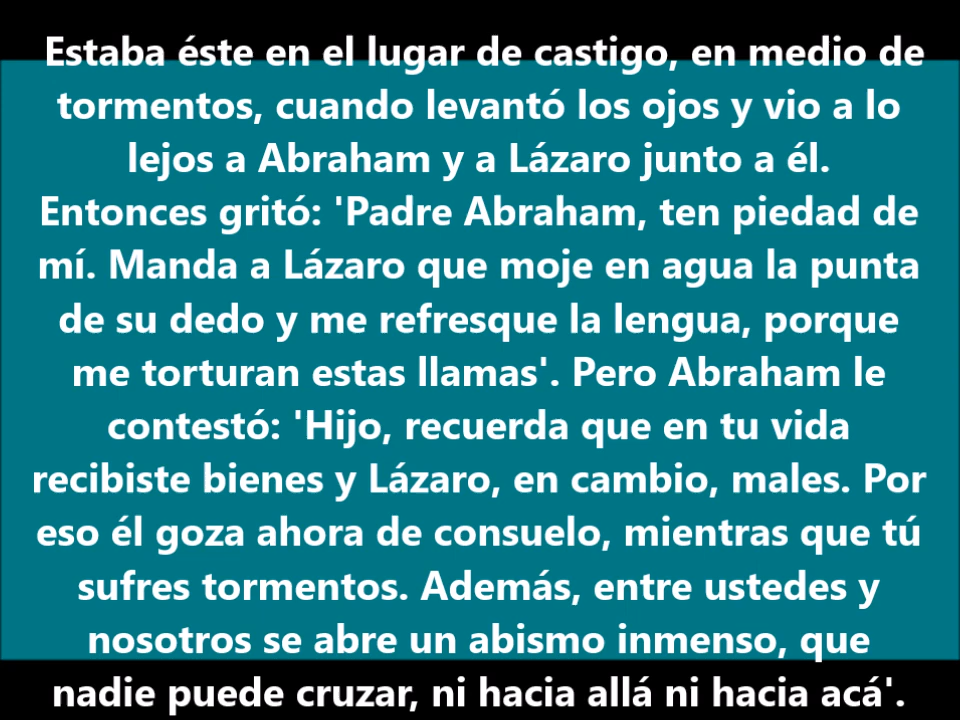 Estaba éste en el lugar de castigo, en medio de
tormentos, cuando levantó los ojos y vio a lo
lejos a Abraham y a Lázaro junto a él.
Entonces gritó: 'Padre Abraham, ten piedad de
mí. Manda a Lázaro que moje en agua la punta
de su dedo y me refresque la lengua, porque
me torturan estas llamas'. Pero Abraham le
contestó: 'Hijo, recuerda que en tu vida
recibiste bienes y Lázaro, en cambio, males. Por
eso él goza ahora de consuelo, mientras que tú
sufres tormentos. Además, entre ustedes y
nosotros se abre un abismo inmenso, que
nadie puede cruzar, ni hacia allá ni hacia acá'.